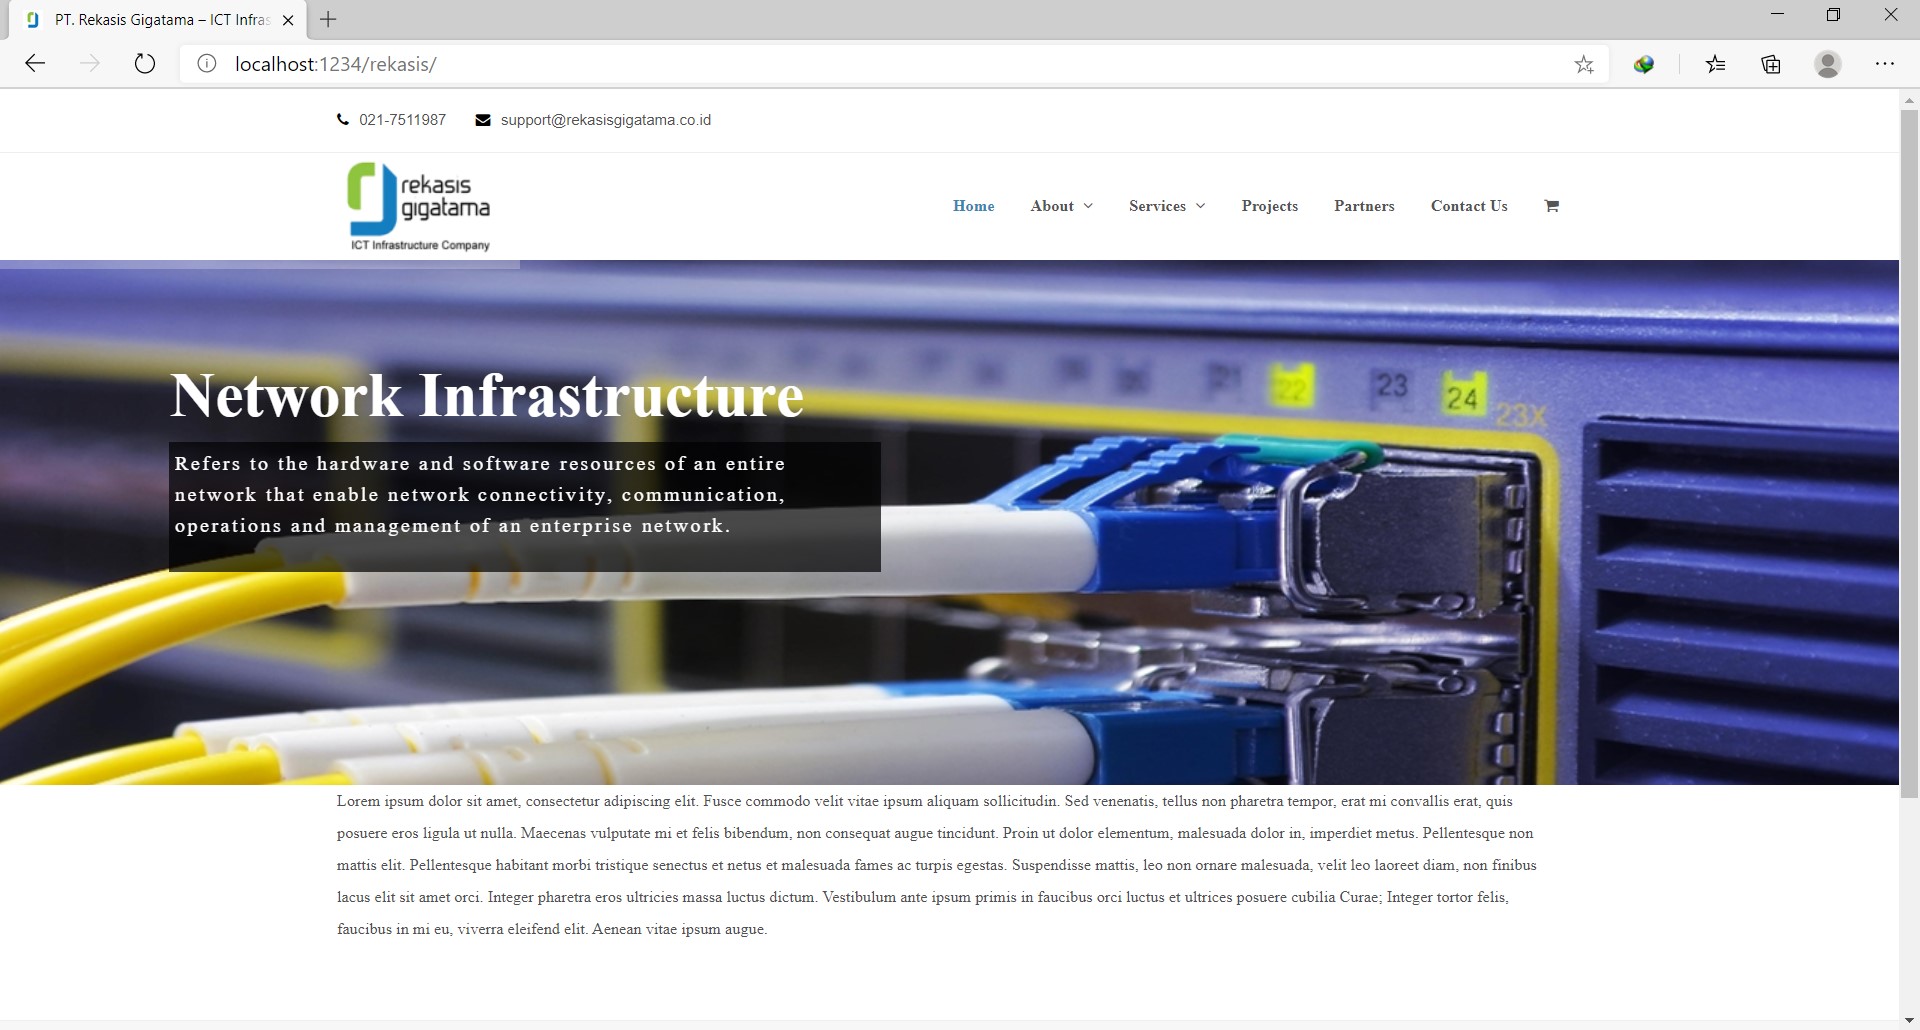 PT. Rekasis Gigatama – ICT Infras
localhost:1234/rekasis/
021-7511987 support@rekasisgigatama.co.id
rekasis
gigatama
ICT Infrastructure Company
Home About Services Projects Partners Contact Us
21 22 23 24 23X
Network Infrastructure
Refers to the hardware and software resources of an entire
network that enable network connectivity, communication,
operations and management of an enterprise network.
Lorem ipsum dolor sit amet, consectetur adipiscing elit. Fusce commodo velit vitae ipsum aliquam sollicitudin. Sed venenatis, tellus non pharetra tempor, erat mi convallis erat, quis
posuere eros ligula ut nulla. Maecenas vulputate mi et felis bibendum, non consequat augue tincidunt. Proin ut dolor elementum, malesuada dolor in, imperdiet metus. Pellentesque non
mattis elit. Pellentesque habitant morbi tristique senectus et netus et malesuada fames ac turpis egestas. Suspendisse mattis, leo non ornare malesuada, velit leo laoreet diam, non finibus
lacus elit sit amet orci. Integer pharetra eros ultricies massa luctus dictum. Vestibulum ante ipsum primis in faucibus orci luctus et ultrices posuere cubilia Curae; Integer tortor felis,
faucibus in mi eu, viverra eleifend elit. Aenean vitae ipsum augue.